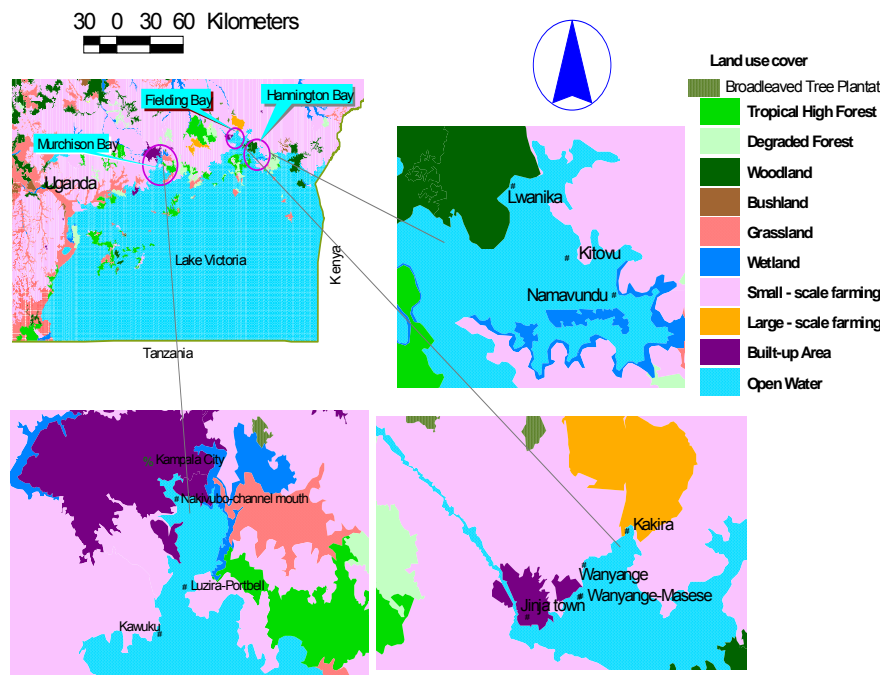 30 0 30 60 Kilometers
Fielding Bay
Hannington Bay
Murchison Bay
Uganda
Lake Victoria
Kenya
Tanzania
Land use cover
Broadleaved Tree Plantat
Tropical High Forest
Degraded Forest
Woodland
Bushland
Grassland
Wetland
Small - scale farming
Large - scale farming
Built-up Area
Open Water
Lwanika
Kitovu
Namavundu
Kampala City
Nakivubo-channel mouth
Luzira-Portbell
Kawuku
Kakira
Wanyange
Wanyange-Masese
Jinja town